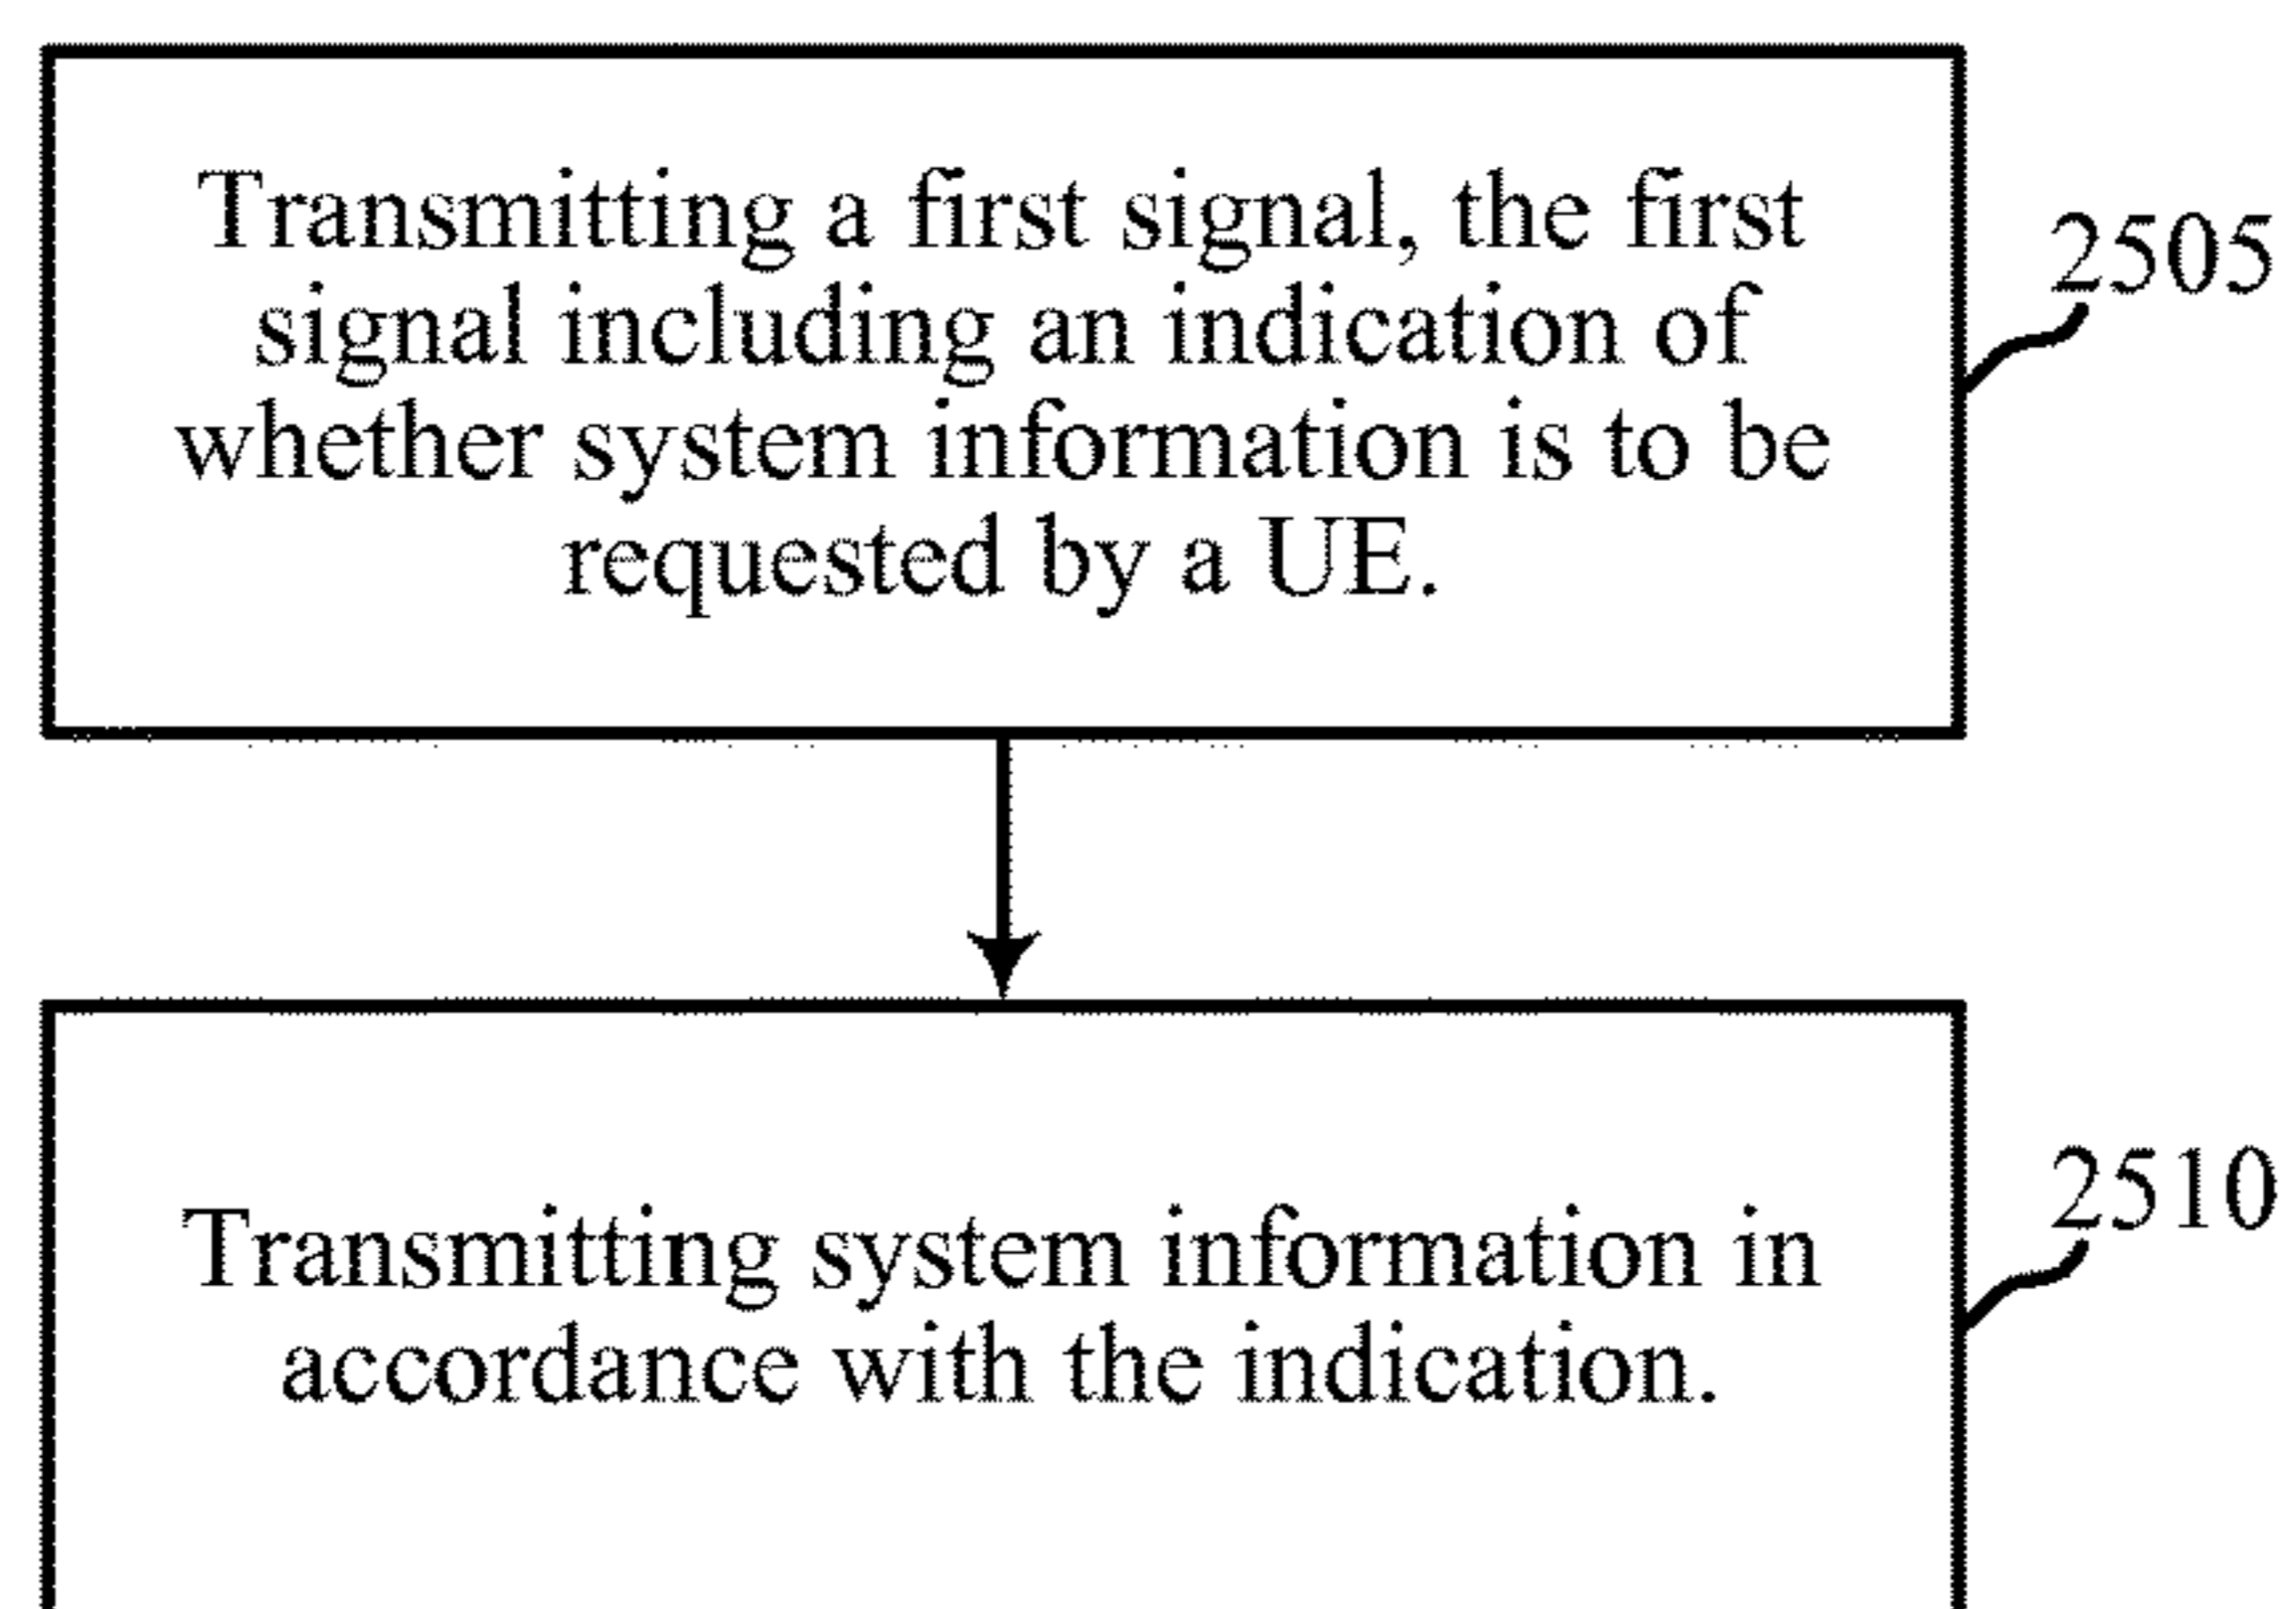 Transmitting a first signal, the first
signal including an indication of
whether system information is to be
requested by a UE.
2505
Transmitting system information in
accordance with the indication.
2510